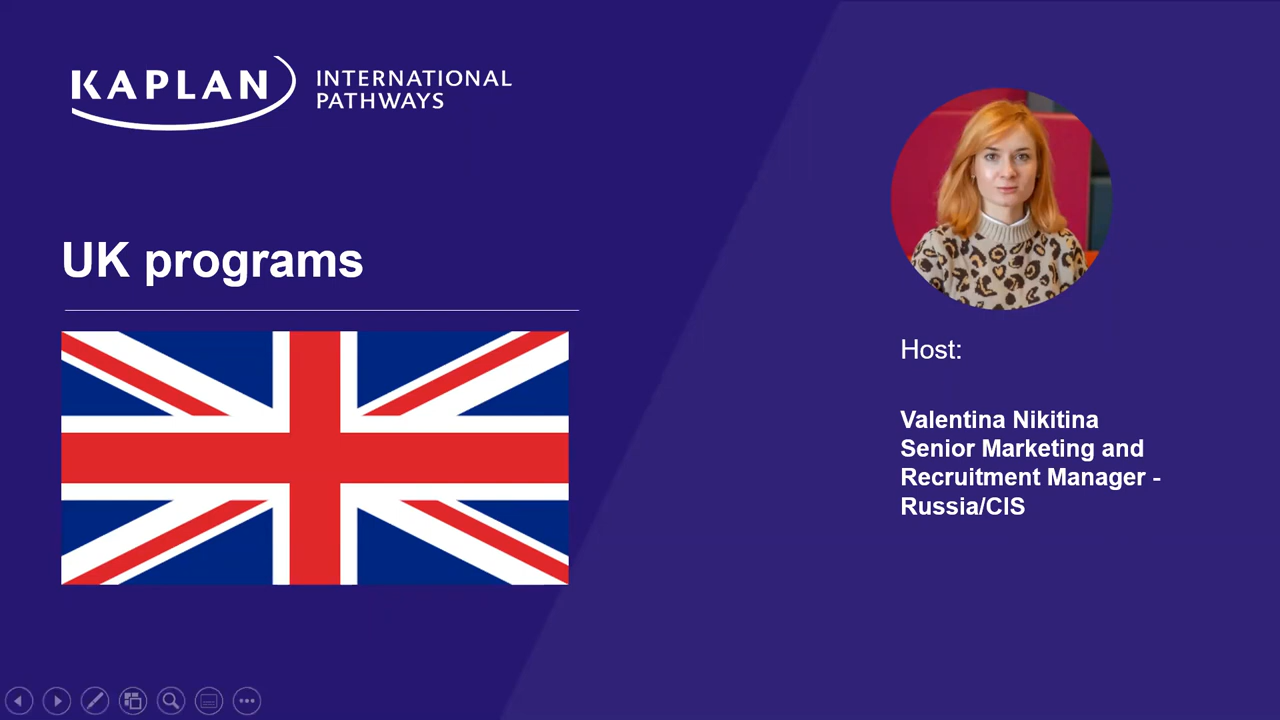 KAPLAN
INTERNATIONAL
PATHWAYS
UK programs
Host:
Valentina Nikitina
Senior Marketing and
Recruitment Manager -
Russia/CIS